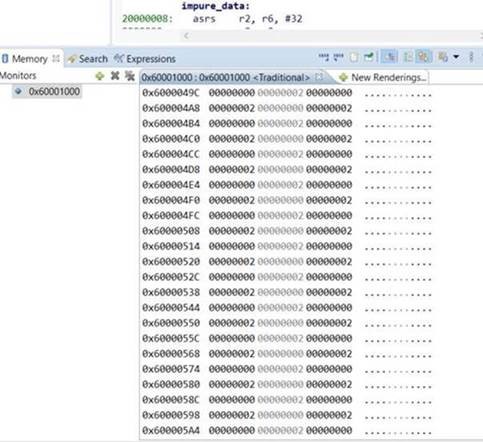 impure_data:
20000008: asrs r2, r6, #32
Memory Search Expressions
Monitors
0x60001000 : 0x60001000 <Traditional> New Renderings...
0x60001000
0x6000049C 00000000 00000002 00000000 ............
0x600004A8 00000002 00000000 00000002 ............
0x600004B4 00000000 00000002 00000000 ............
0x600004C0 00000002 00000000 00000002 ............
0x600004CC 00000000 00000002 00000000 ............
0x600004D8 00000002 00000000 00000002 ............
0x600004E4 00000000 00000002 00000000 ............
0x600004F0 00000002 00000000 00000002 ............
0x600004FC 00000000 00000002 00000000 ............
0x60000508 00000002 00000000 00000002 ............
0x60000514 00000000 00000002 00000000 ............
0x60000520 00000002 00000000 00000002 ............
0x6000052C 00000000 00000002 00000000 ............
0x60000538 00000002 00000000 00000002 ............
0x60000544 00000000 00000002 00000000 ............
0x60000550 00000002 00000000 00000002 ............
0x6000055C 00000000 00000002 00000000 ............
0x60000568 00000002 00000000 00000002 ............
0x60000574 00000000 00000002 00000000 ............
0x60000580 00000002 00000000 00000002 ............
0x6000058C 00000000 00000002 00000000 ............
0x60000598 00000002 00000000 00000002 ............
0x600005A4 00000000 00000002 00000000 ............